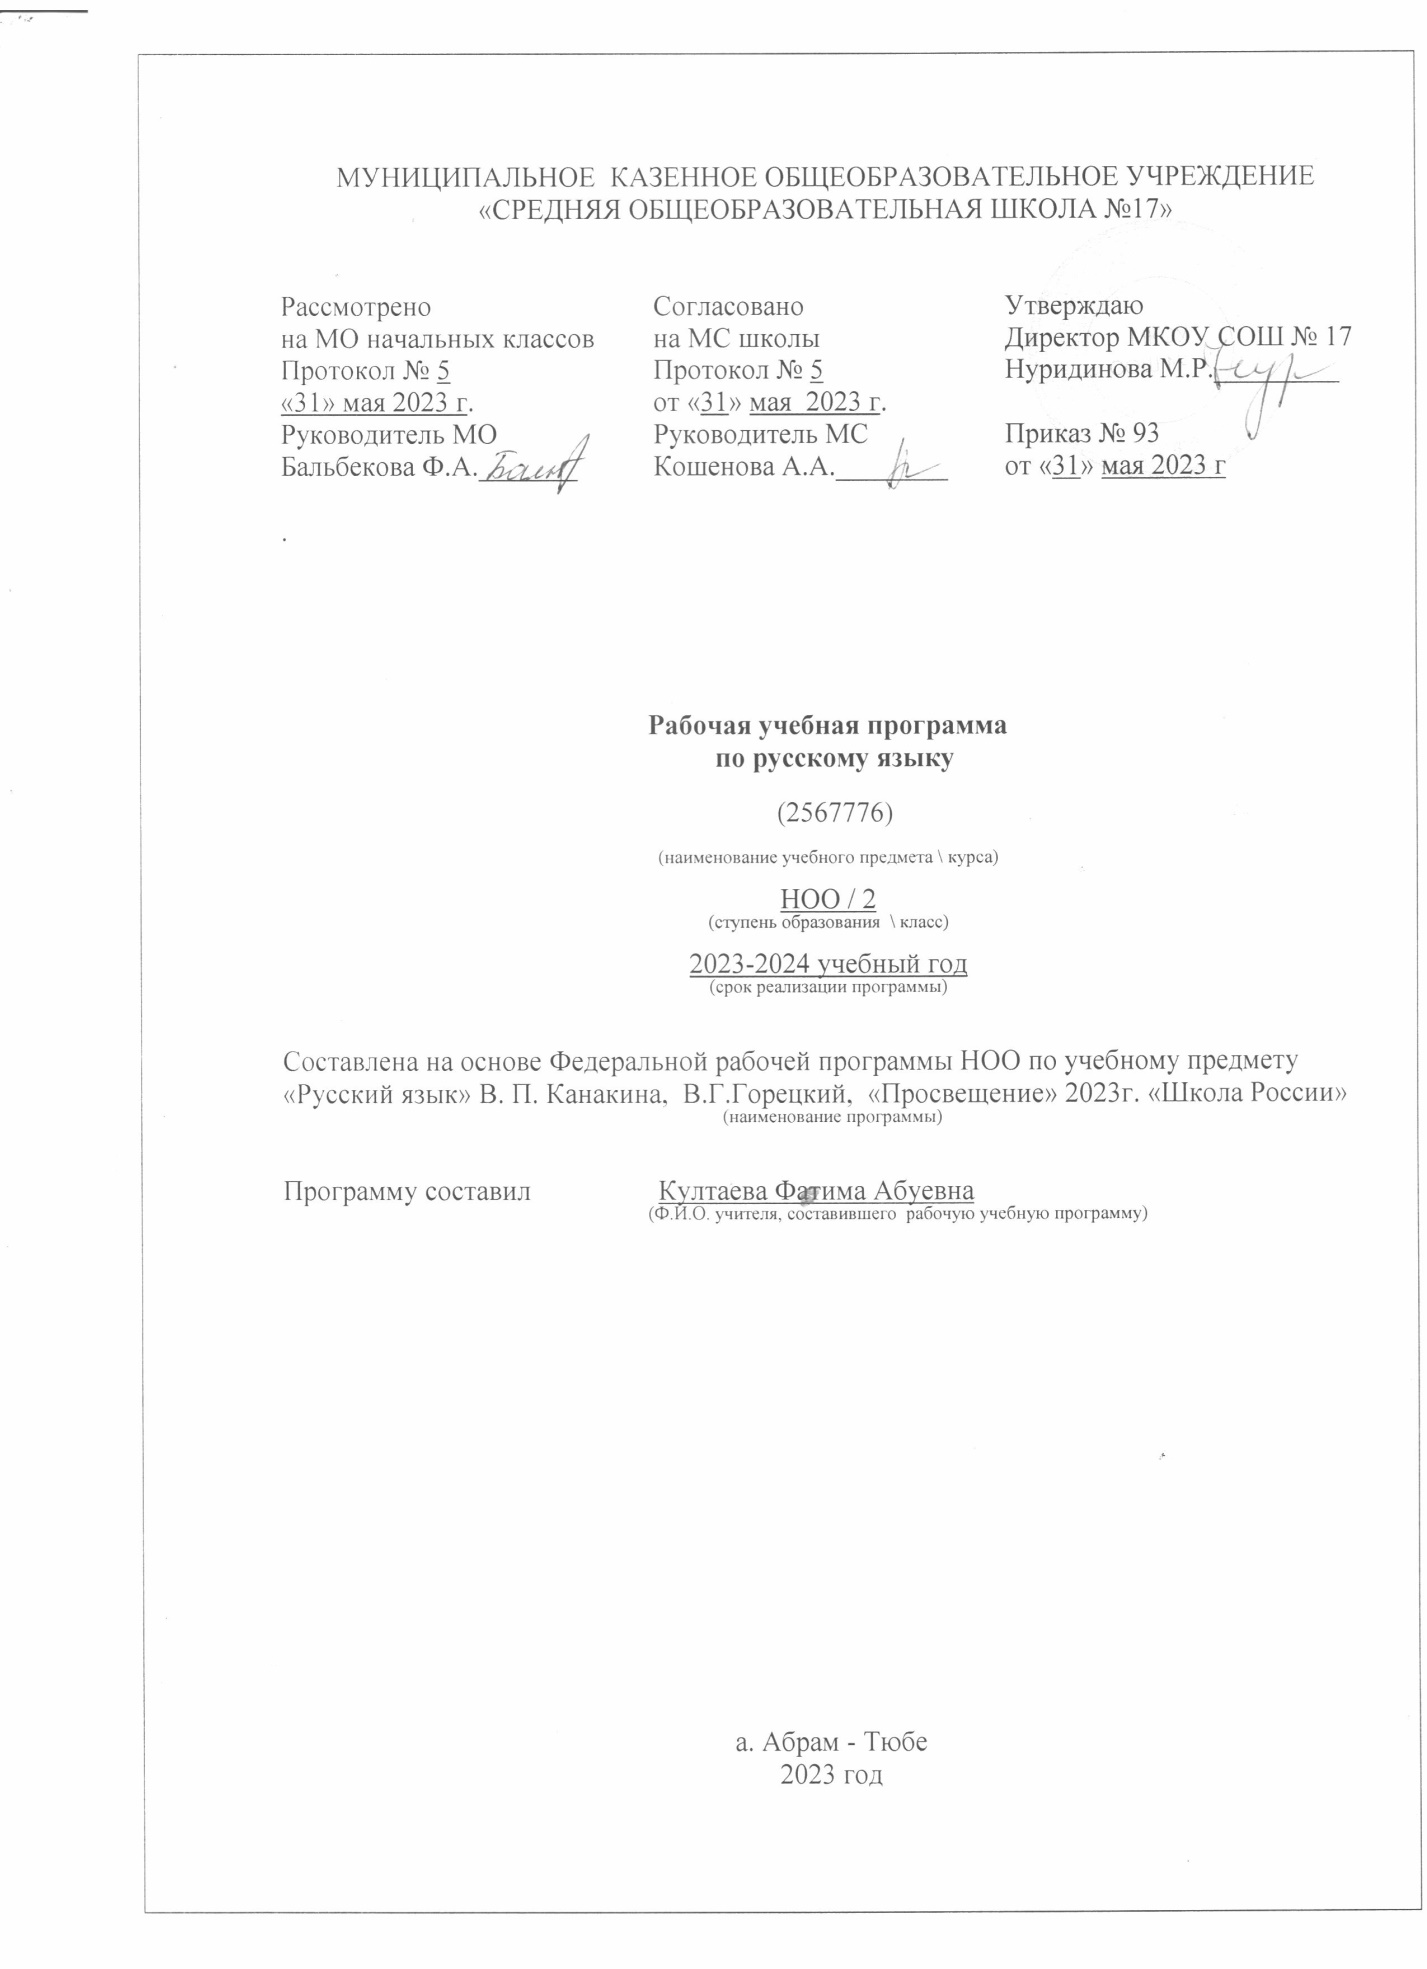 МУНИЦИПАЛЬНОЕ  КАЗЕННОЕ ОБЩЕОБРАЗОВАТЕЛЬНОЕ УЧРЕЖДЕНИЕ
«СРЕДНЯЯ ОБЩЕОБРАЗОВАТЕЛЬНАЯ ШКОЛА №17»
Рассмотрено
на МО начальных классов
Протокол № 5
«31» мая 2023 г.
Руководитель МО
Бальбекова Ф.А.
Согласовано
на МС школы
Протокол № 5
от «31» мая  2023 г.
Руководитель МС
Кошенова А.А.
Утверждаю
Директор МКОУ СОШ № 17
Нуридинова М.Р.
Приказ № 93
от «31» мая 2023 г
.
Рабочая учебная программа
по русскому языку
(2567776)
(наименование учебного предмета \ курса)
НОО / 2
(ступень образования  \ класс)
2023-2024 учебный год
(срок реализации программы)
Составлена на основе Федеральной рабочей программы НОО по учебному предмету
«Русский язык» В. П. Канакина,  В.Г.Горецкий,  «Просвещение» 2023г. «Школа России»
(наименование программы)
Программу составил Култаева Фатима Абуевна
(Ф.И.О. учителя, составившего  рабочую учебную программу)
а. Абрам - Тюбе
2023 год